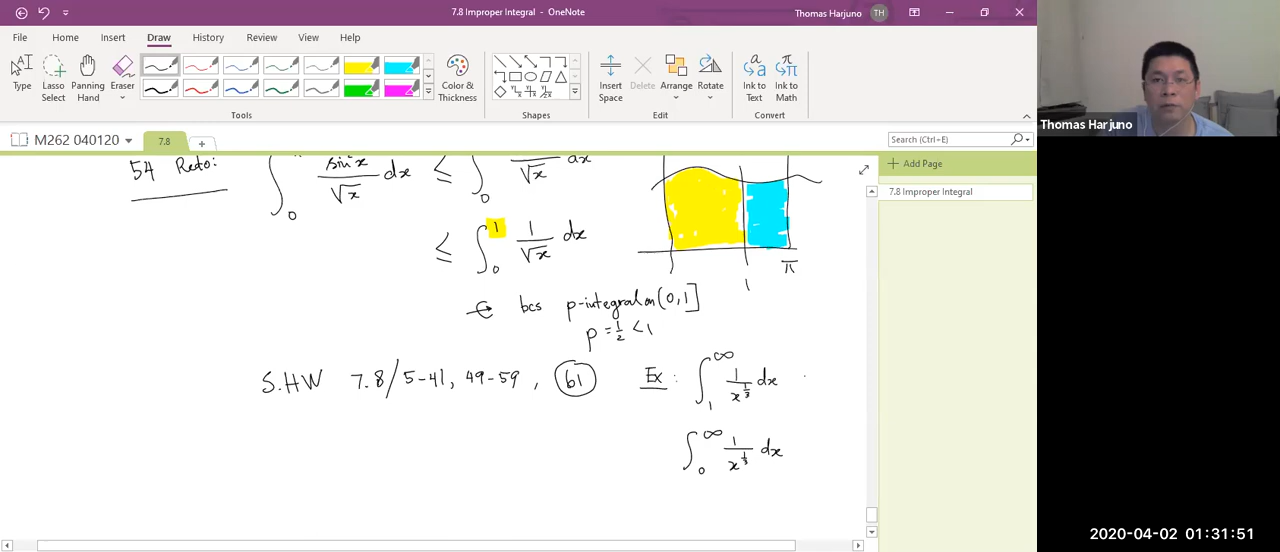 7.8 Improper Integral - OneNote
Thomas Harjuno TH
File Home Insert Draw History Review View Help
Type Lasso Select Panning Hand Eraser Color & Thickness Insert Space Delete Arrange Rotate Ink to Text Ink to Math
Tools Shapes Edit Convert
Thomas Harjuno
M262 040120 7.8 Search (Ctrl+E)
Add Page
7.8 Improper Integral
54 Redo: ∫₀ sin²x/√x dx ≤ ∫₀ /√x dx
≤ ∫₀¹ 1/√x dx
1 π
bcs p-integral on (0,1]
p = 1/2 < 1
S.HW 7.8/5-41, 49-59, 61 Ex: ∫₁^∞ 1/x^(1/3) dx
∫₀^∞ 1/x^(1/3) dx
2020-04-02 01:31:51